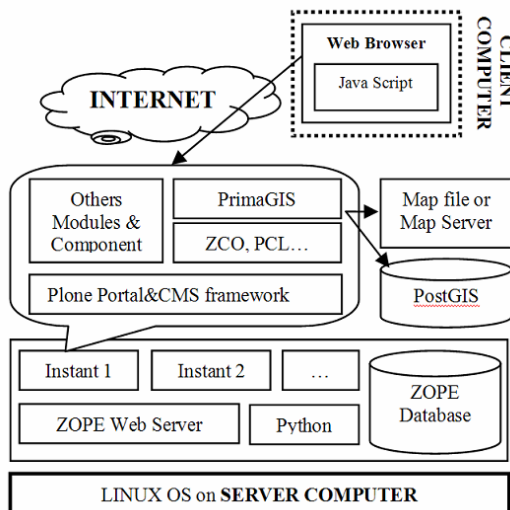 Web Browser
Java Script
CLIENT
COMPUTER
INTERNET
Others
Modules &
Component
PrimaGIS
ZCO, PCL…
Plone Portal&CMS framework
Map file or
Map Server
PostGIS
Instant 1
Instant 2
…
ZOPE Web Server
Python
ZOPE
Database
LINUX OS on SERVER COMPUTER